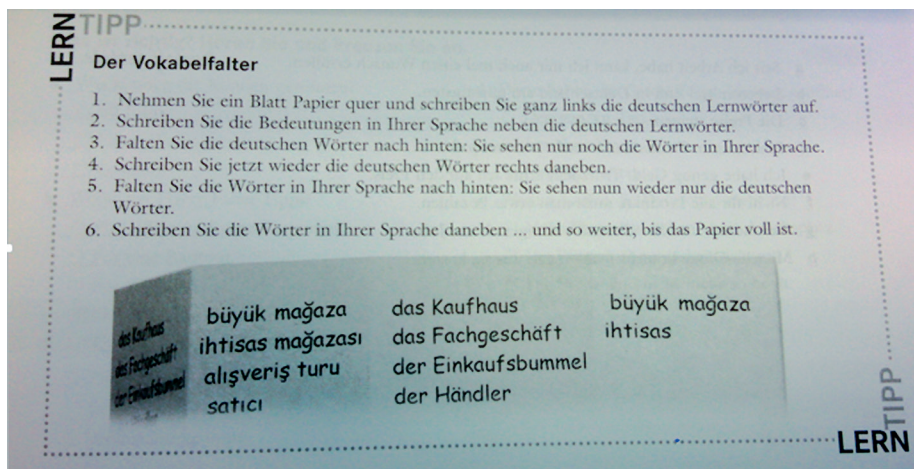 LERN TIPP
Der Vokabelfalter
1. Nehmen Sie ein Blatt Papier quer und schreiben Sie ganz links die deutschen Lernwörter auf.
2. Schreiben Sie die Bedeutungen in Ihrer Sprache neben die deutschen Lernwörter.
3. Falten Sie die deutschen Wörter nach hinten: Sie sehen nur noch die Wörter in Ihrer Sprache.
4. Schreiben Sie jetzt wieder die deutschen Wörter rechts daneben.
5. Falten Sie die Wörter in Ihrer Sprache nach hinten: Sie sehen nun wieder nur die deutschen
Wörter.
6. Schreiben Sie die Wörter in Ihrer Sprache daneben ... und so weiter, bis das Papier voll ist.
das Kaufhaus büyük mağaza das Kaufhaus büyük mağaza
das Fachgeschäft ihtisas mağazası das Fachgeschäft ihtisas
der Einkaufsbummel alışveriş turu der Einkaufsbummel
satıcı der Händler
LERN TIPP